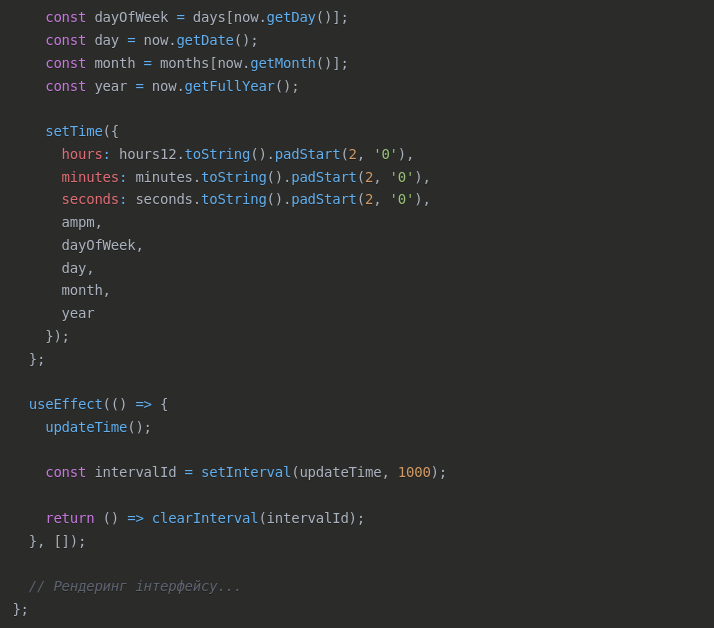 const dayOfWeek = days[now.getDay()];
const day = now.getDate();
const month = months[now.getMonth()];
const year = now.getFullYear();
setTime({
hours: hours12.toString().padStart(2, '0'),
minutes: minutes.toString().padStart(2, '0'),
seconds: seconds.toString().padStart(2, '0'),
ampm,
dayOfWeek,
day,
month,
year
});
};
useEffect(() => {
updateTime();
const intervalId = setInterval(updateTime, 1000);
return () => clearInterval(intervalId);
}, []);
// Рендеринг інтерфейсу...
};